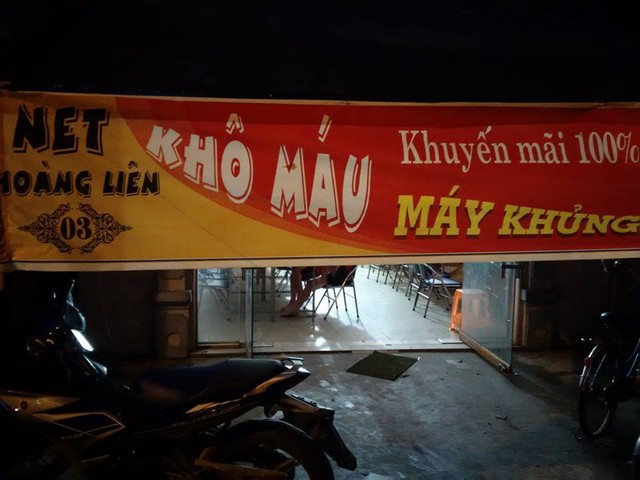 NET
HOÀNG LIÊN
03
KHÔ MÁU
Khuyến mãi 100%
MÁY KHỦNG